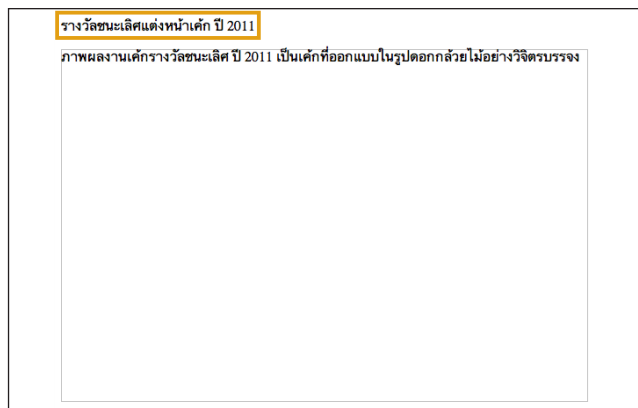 รางวัลชนะเลิศแต่งหน้าเค้ก ปี 2011
ภาพผลงานเค้กรางวัลชนะเลิศ ปี 2011 เป็นเค้กที่ออกแบบในรูปดอกกล้วยไม้อย่างวิจิตรบรรจง